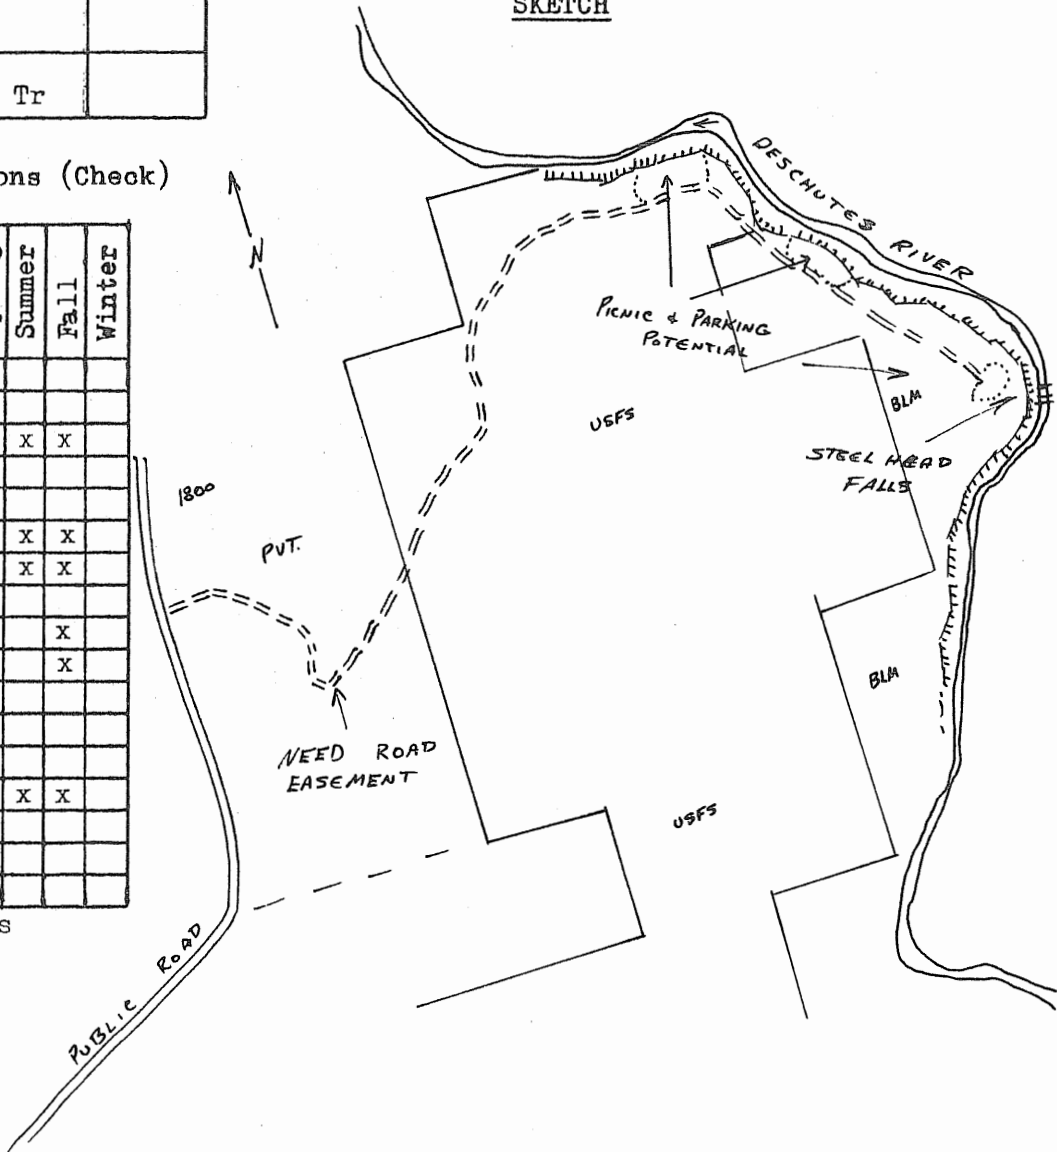 SKETCH
Tr
ons (Check)
Summer
Fall
Winter
x x
x x
x x
x
x
x x
s
N
DESCHUTES RIVER
PICNIC & PARKING
POTENTIAL
USFS
BLM
STEEL HEAD
FALLS
1800
PVT.
BLM
NEED ROAD
EASEMENT
USFS
PUBLIC ROAD